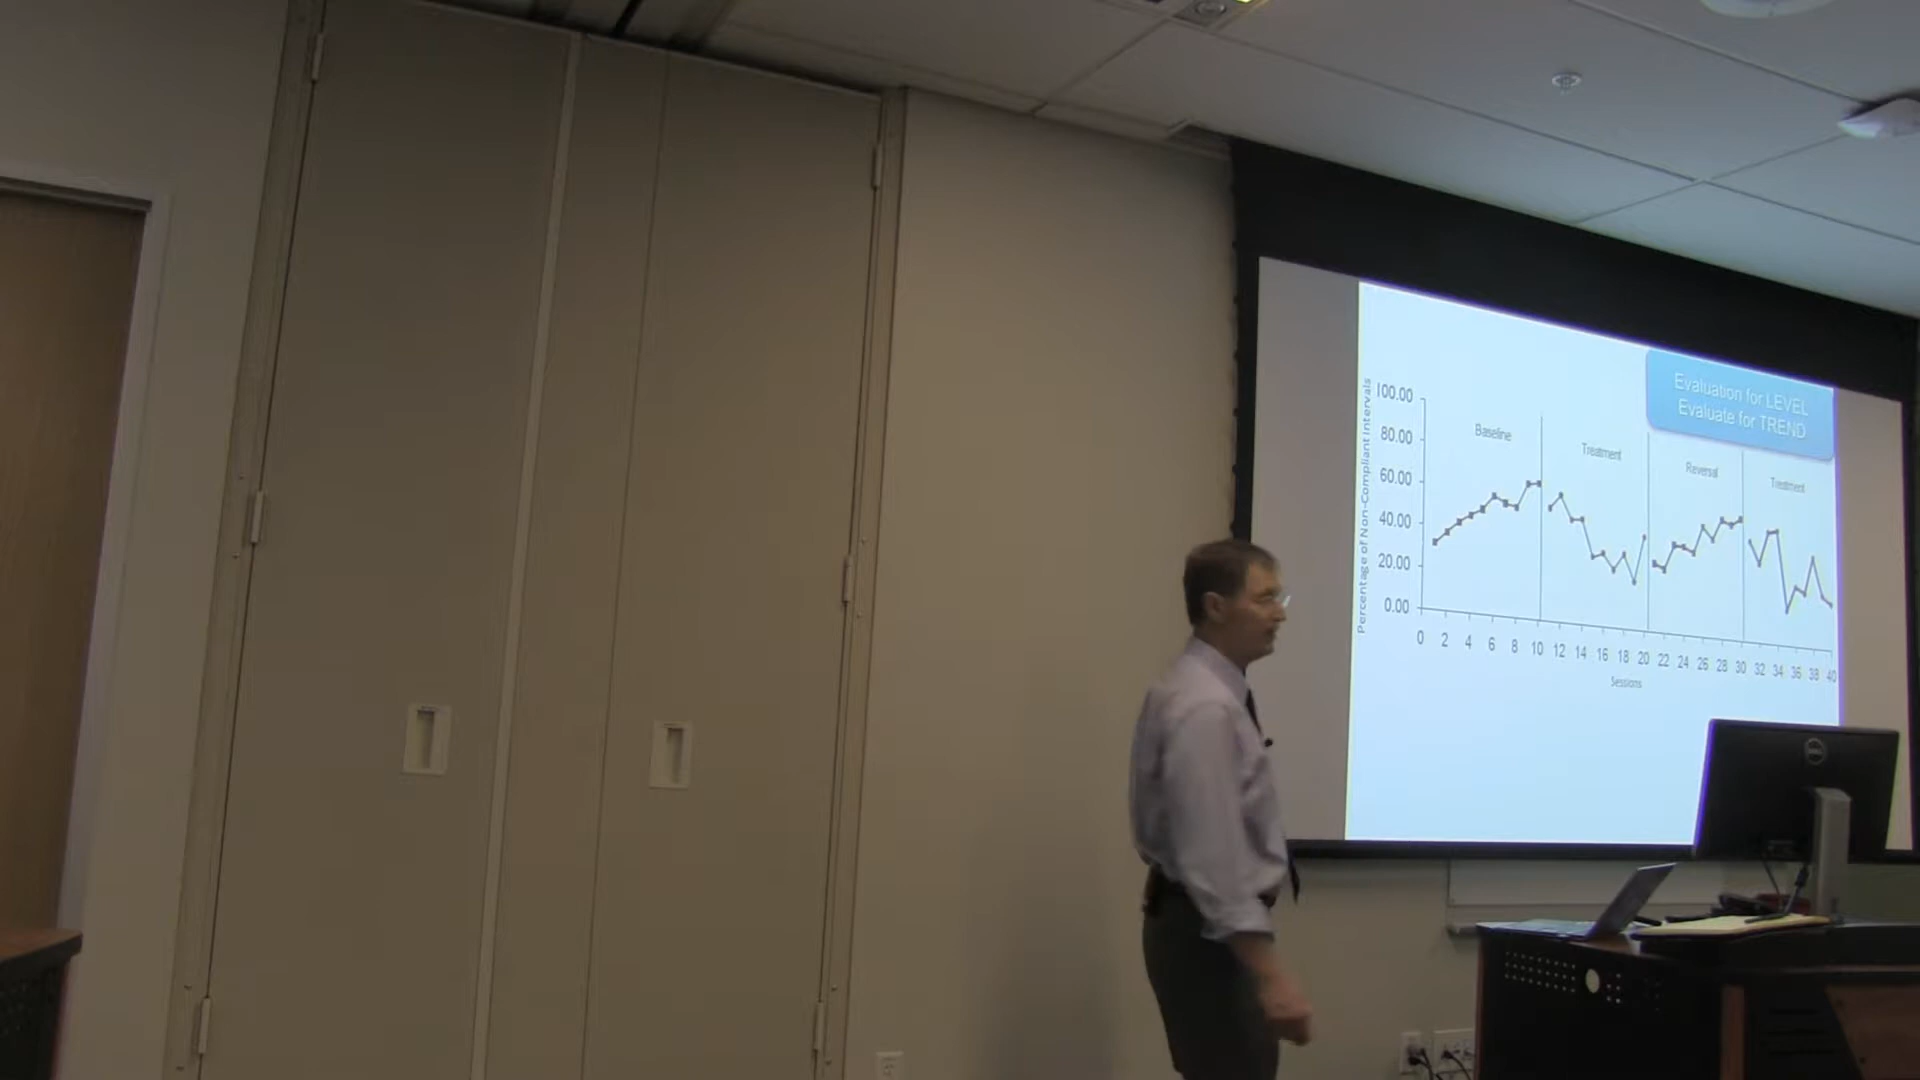 Evaluation for LEVEL
Evaluate for TREND
Percentage of Non-Compliant Intervals
100.00
80.00
60.00
40.00
20.00
0.00
Baseline
Treatment
Reversal
Treatment
0 2 4 6 8 10 12 14 16 18 20 22 24 26 28 30 32 34 36 38 40
Sessions
DELL